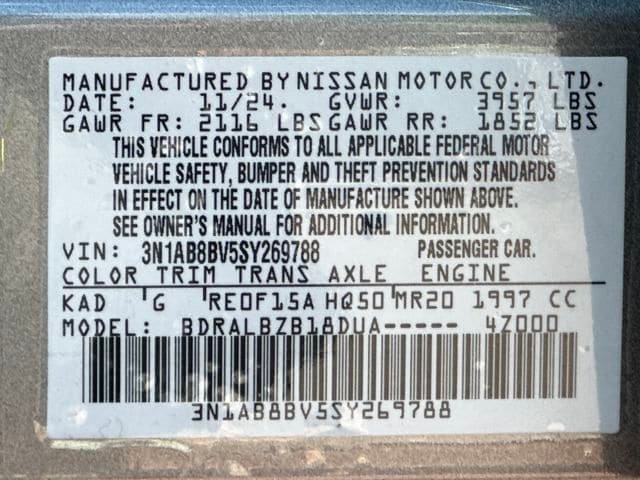 MANUFACTURED BY NISSAN MOTOR CO., LTD.
DATE: 11/24. GVWR: 3957 LBS
GAWR FR: 2116 LBS GAWR RR: 1852 LBS
THIS VEHICLE CONFORMS TO ALL APPLICABLE FEDERAL MOTOR
VEHICLE SAFETY, BUMPER AND THEFT PREVENTION STANDARDS
IN EFFECT ON THE DATE OF MANUFACTURE SHOWN ABOVE.
SEE OWNER'S MANUAL FOR ADDITIONAL INFORMATION.
VIN: 3N1AB8BV5SY269788 PASSENGER CAR.
COLOR TRIM TRANS AXLE ENGINE
KAD G RE0F15A HQ50 MR20 1997 CC
MODEL: BDRALBZB18DUA----- 4Z000
3N1AB8BV5SY269788